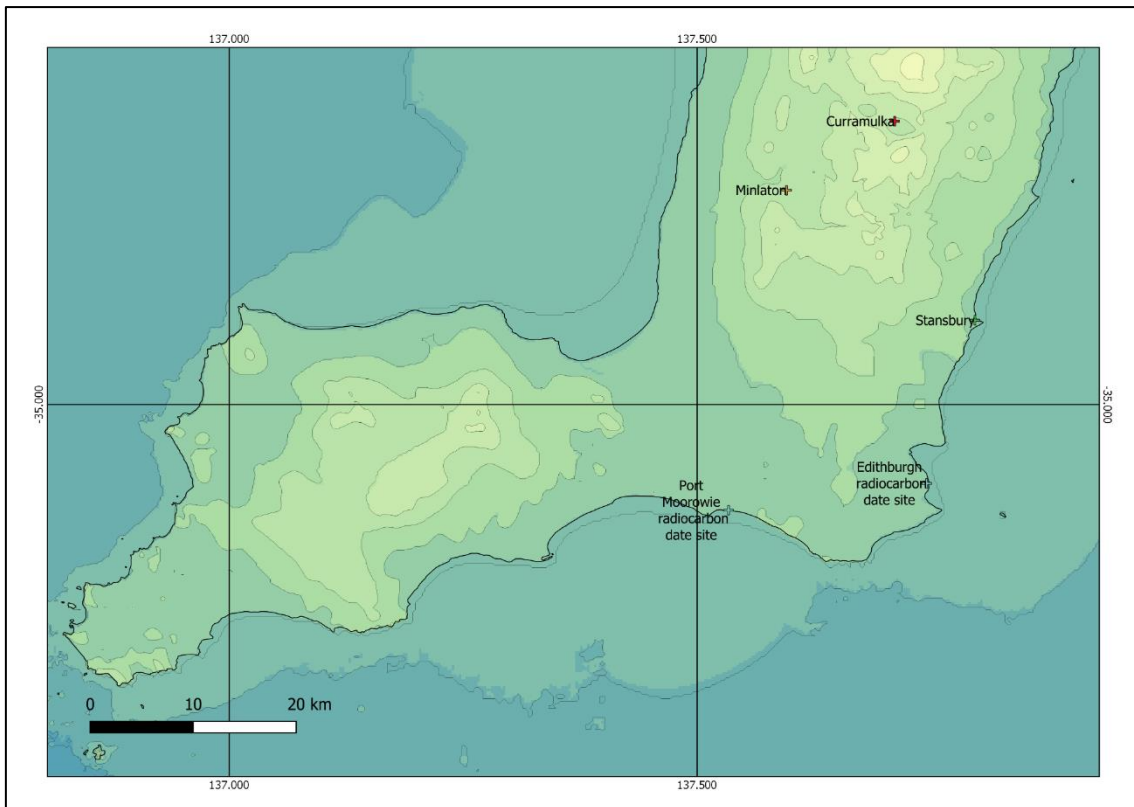 137.000
137.500
Curramulka
Minlaton
Stansbury
-35.000
-35.000
Edithburgh
radiocarbon
date site
Port
Moorowie
radiocarbon
date site
0 10 20 km
137.000
137.500